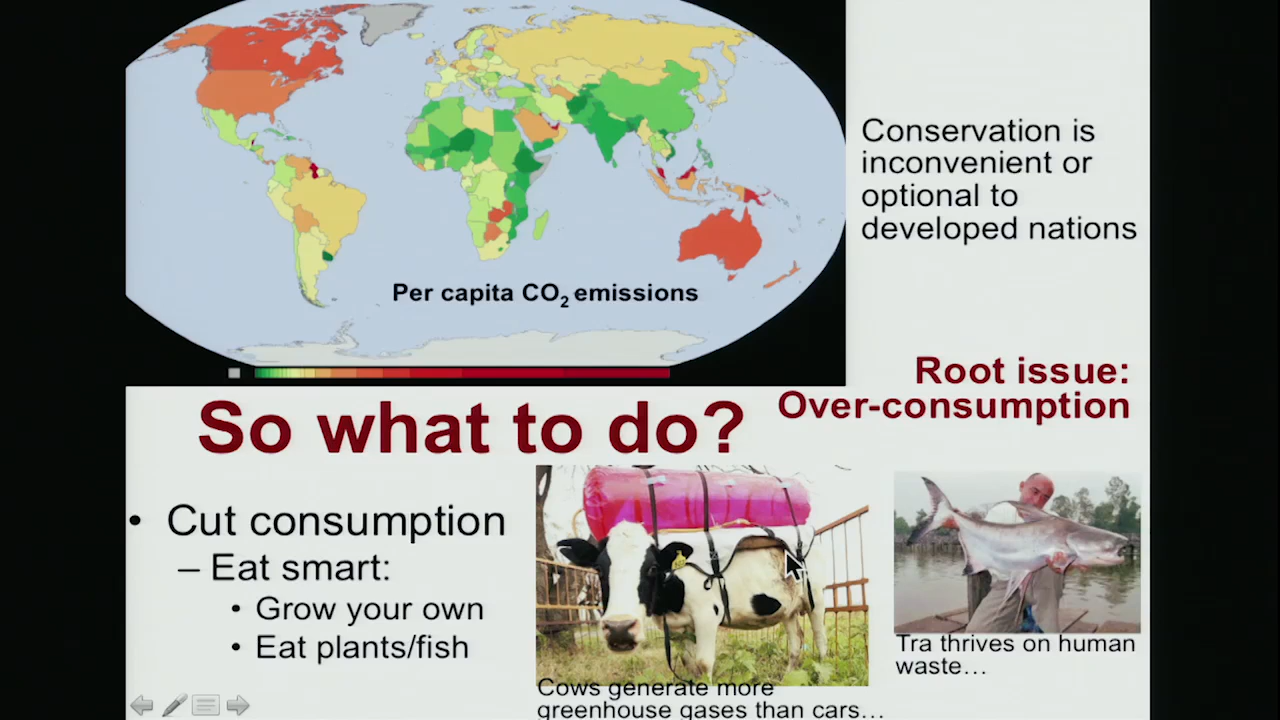 Per capita CO₂ emissions
Conservation is
inconvenient or
optional to
developed nations
Root issue:
Over-consumption
So what to do?
• Cut consumption
– Eat smart:
• Grow your own
• Eat plants/fish
Cows generate more
greenhouse gases than cars…
Tra thrives on human
waste…